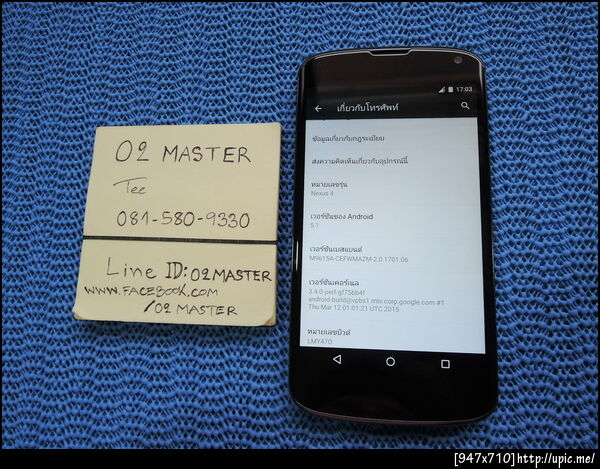 O2 MASTER
Tee
081-580-9330
Line ID: O2MASTER
WWW.FACEBOOK.COM
/O2 MASTER
17:03
เกี่ยวกับโทรศัพท์
ข้อมูลเกี่ยวกับกฎระเบียบ
ส่งความคิดเห็นเกี่ยวกับอุปกรณ์นี้
หมายเลขรุ่น
Nexus 4
เวอร์ชันของ Android
5.1
เวอร์ชันเบสแบนด์
M9615A-CEFWMAZM-2.0.1701.06
เวอร์ชันเคอร์เนล
3.4.0-perf-gf75bb4f
android-build@vpbs1.mtv.corp.google.com #1
Thu Mar 12 01:01:21 UTC 2015
หมายเลขบิวด์
LMY47O
[947x710]http://upic.me/